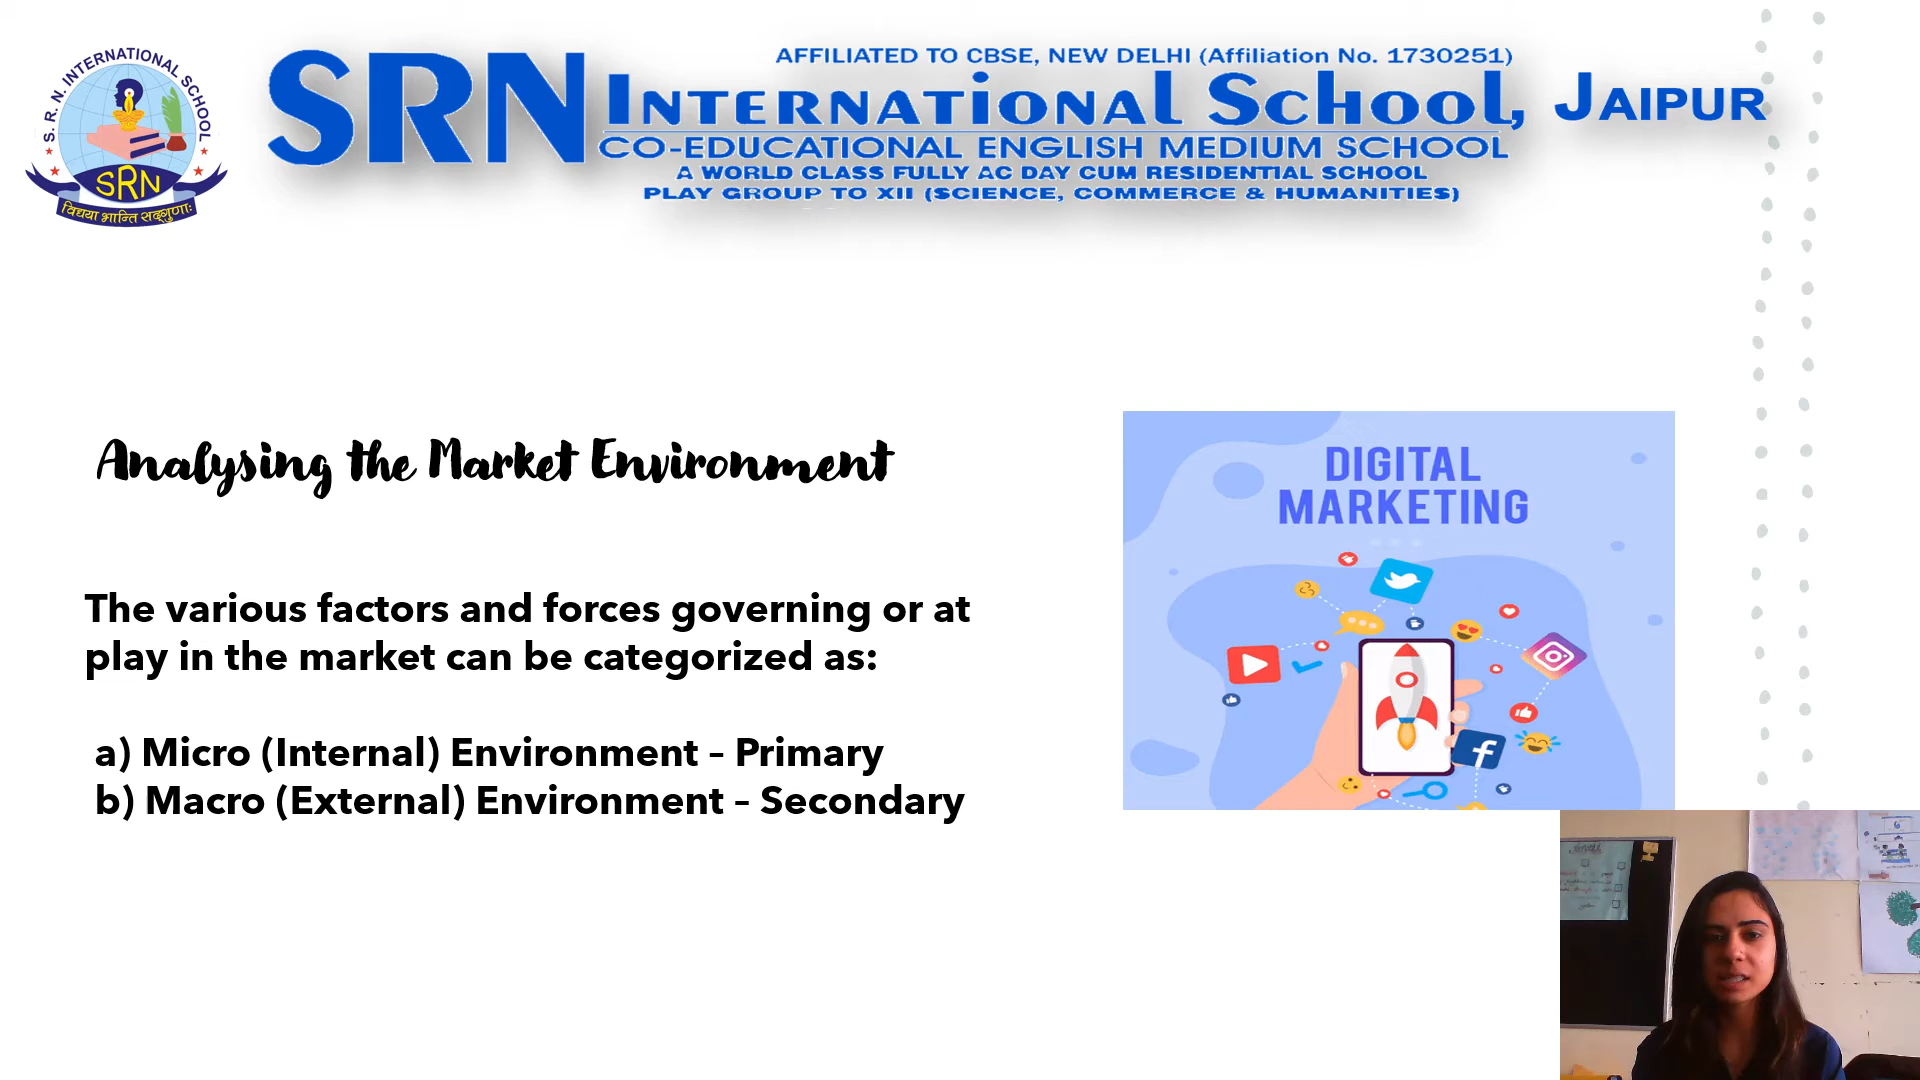 S. R. N. INTERNATIONAL SCHOOL
SRN
विद्यया भान्ति सद्गुणाः
AFFILIATED TO CBSE, NEW DELHI (Affiliation No. 1730251)
SRN INTERNATiONAL School, JAIPUR
CO-EDUCATIONAL ENGLISH MEDIUM SCHOOL
A WORLD CLASS FULLY AC DAY CUM RESIDENTIAL SCHOOL
PLAY GROUP TO XII (SCIENCE, COMMERCE & HUMANITIES)
Analysing the Market Environment
The various factors and forces governing or at
play in the market can be categorized as:
a) Micro (Internal) Environment – Primary
b) Macro (External) Environment – Secondary
DIGITAL
MARKETING